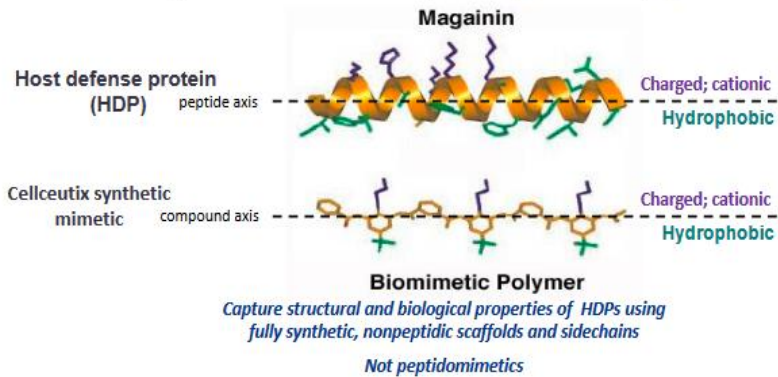 Magainin
Host defense protein
(HDP)
peptide axis
Charged; cationic
Hydrophobic
Cellceutix synthetic
mimetic
compound axis
Charged; cationic
Hydrophobic
Biomimetic Polymer
Capture structural and biological properties of HDPs using
fully synthetic, nonpeptidic scaffolds and sidechains
Not peptidomimetics